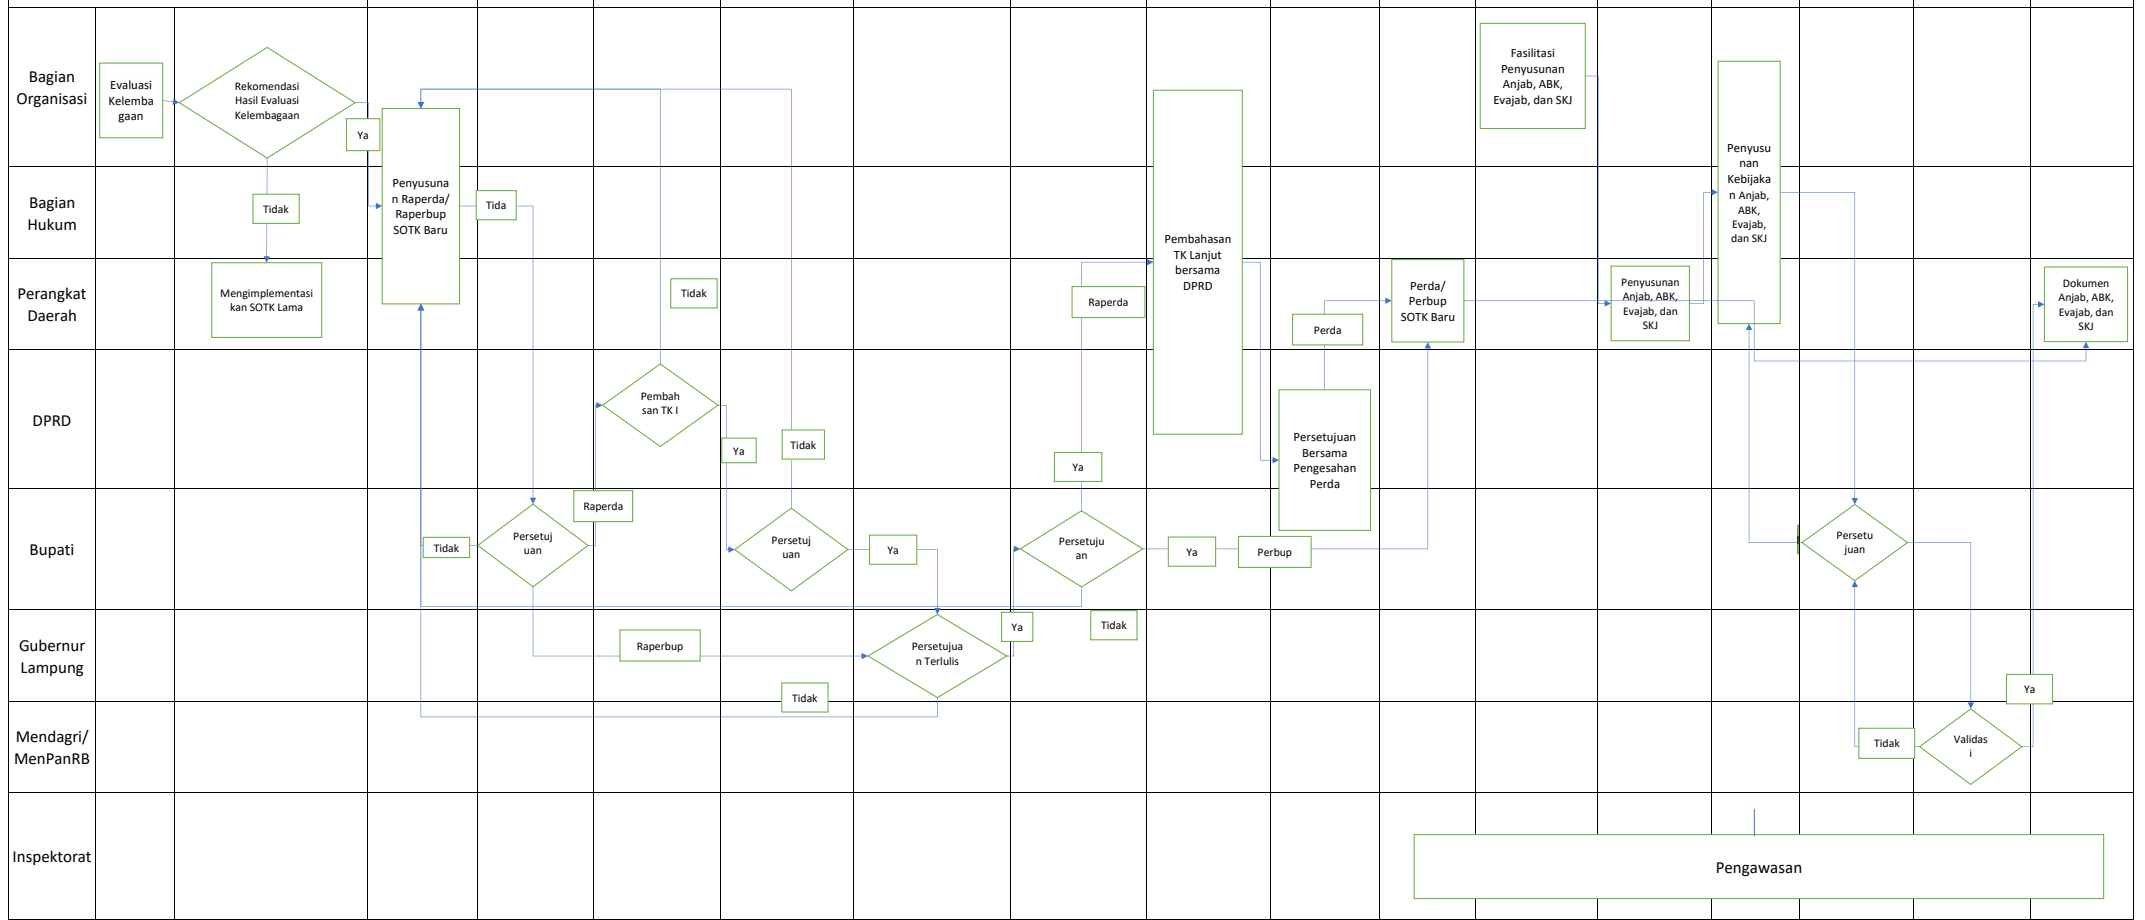 Bagian
Organisasi
Evaluasi
Kelemba
gaan
Rekomendasi
Hasil Evaluasi
Kelembagaan
Ya
Fasilitasi
Penyusunan
Anjab, ABK,
Evajab, dan SKJ
Bagian
Hukum
Tidak
Penyusuna
n Raperda/
Raperbup
SOTK Baru
Tida
Pembahasan
TK Lanjut
bersama
DPRD
Penyusu
nan
Kebijaka
n Anjab,
ABK,
Evajab,
dan SKJ
Perangkat
Daerah
Mengimplementasi
kan SOTK Lama
Tidak
Raperda
Perda
Perda/
Perbup
SOTK Baru
Penyusunan
Anjab, ABK,
Evajab, dan
SKJ
Dokumen
Anjab, ABK,
Evajab, dan
SKJ
DPRD
Pembah
san TK I
Ya
Tidak
Ya
Persetujuan
Bersama
Pengesahan
Perda
Bupati
Tidak
Persetuj
uan
Raperda
Persetuj
uan
Ya
Persetuju
an
Ya
Perbup
Persetu
juan
Gubernur
Lampung
Raperbup
Tidak
Persetujua
n Terlulis
Ya
Tidak
Ya
Mendagri/
MenPanRB
Tidak
Validas
i
Inspektorat
Pengawasan